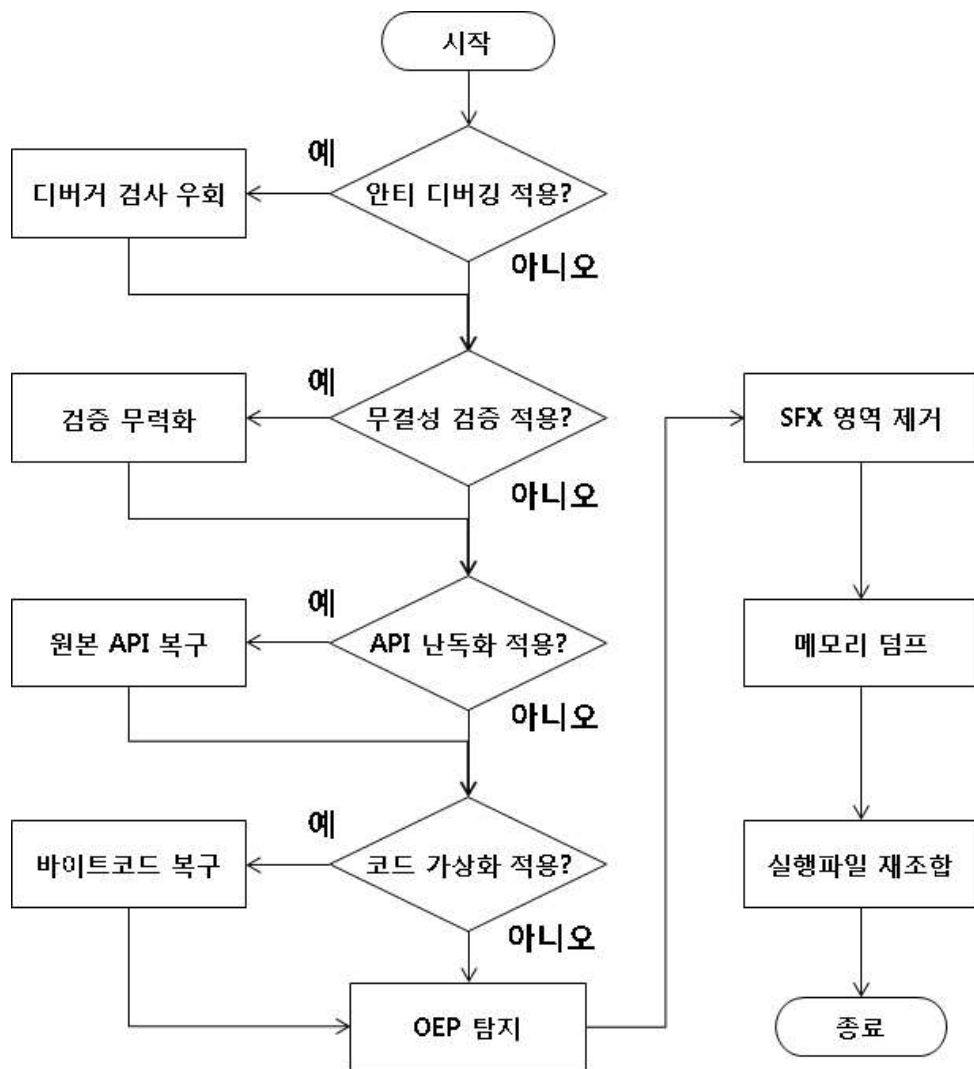 시작
예
안티 디버깅 적용?
디버거 검사 우회
아니오
예
무결성 검증 적용?
검증 무력화
아니오
예
API 난독화 적용?
원본 API 복구
아니오
예
코드 가상화 적용?
바이트코드 복구
아니오
OEP 탐지
SFX 영역 제거
메모리 덤프
실행파일 재조합
종료